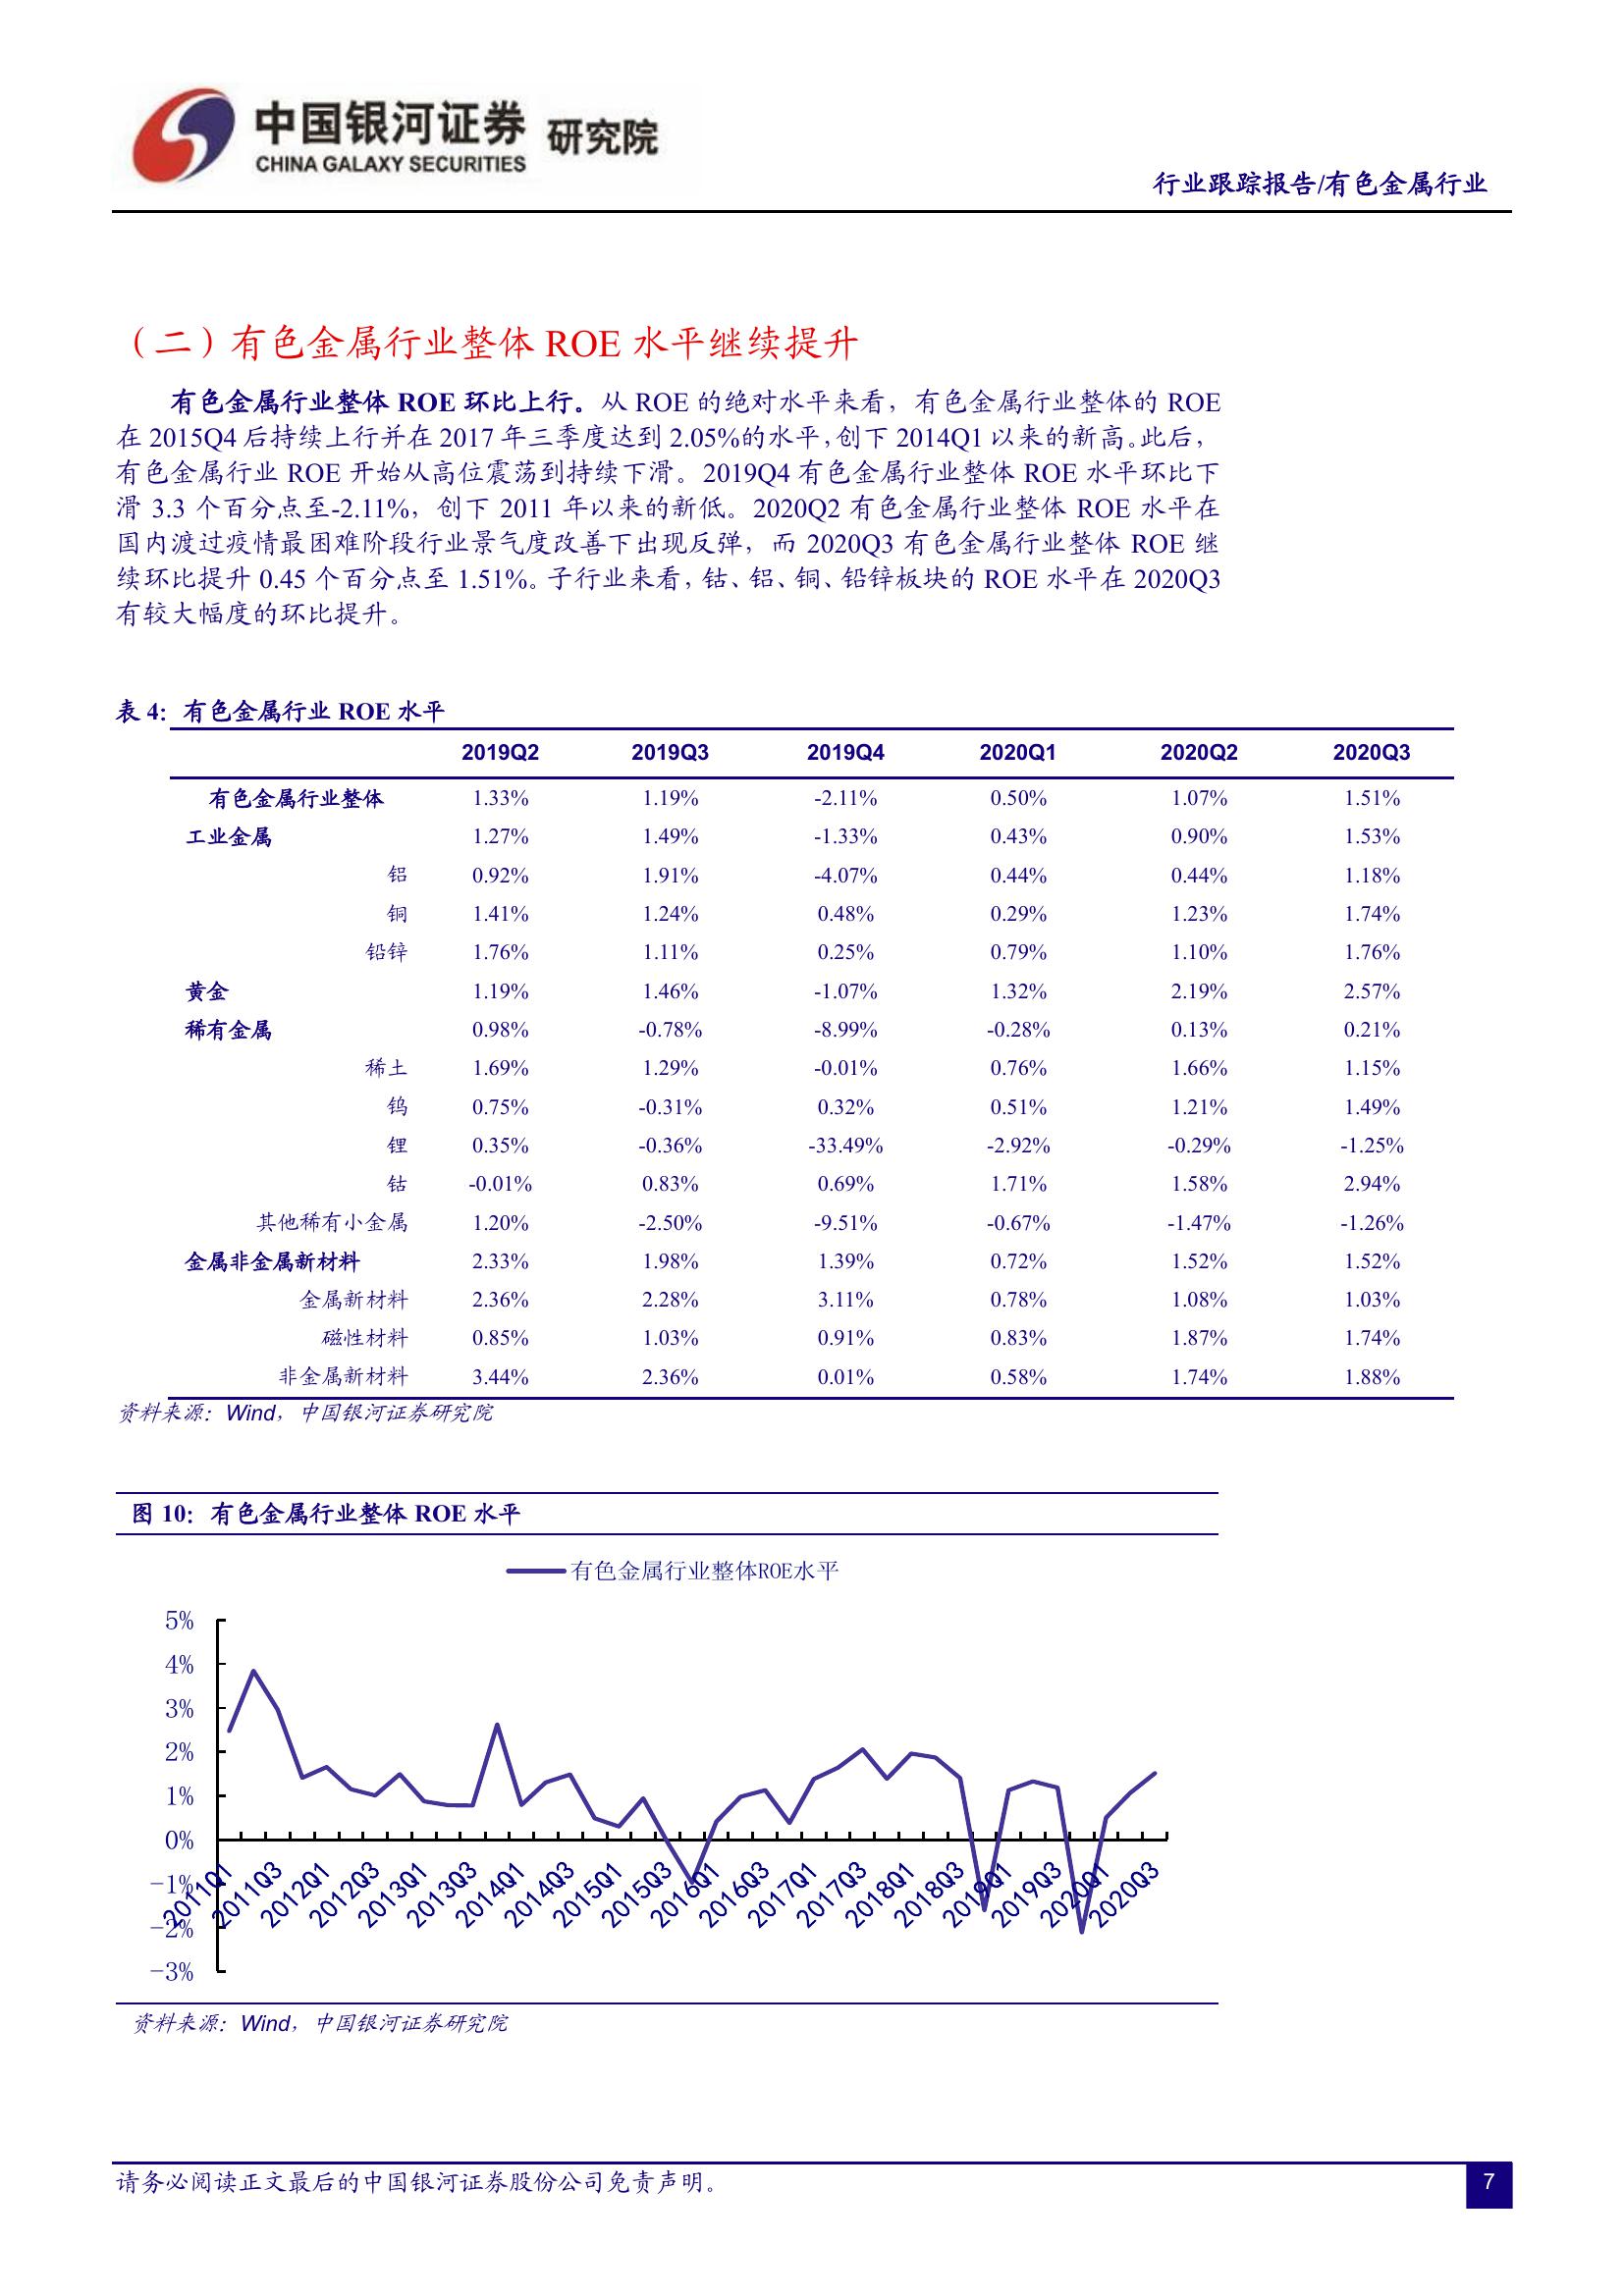 中国银河证券 研究院
CHINA GALAXY SECURITIES
行业跟踪报告/有色金属行业
（二）有色金属行业整体 ROE 水平继续提升
有色金属行业整体 ROE 环比上行。从 ROE 的绝对水平来看，有色金属行业整体的 ROE
在 2015Q4 后持续上行并在 2017 年三季度达到 2.05%的水平，创下 2014Q1 以来的新高。此后，
有色金属行业 ROE 开始从高位震荡到持续下滑。2019Q4 有色金属行业整体 ROE 水平环比下
滑 3.3 个百分点至-2.11%，创下 2011 年以来的新低。2020Q2 有色金属行业整体 ROE 水平在
国内渡过疫情最困难阶段行业景气度改善下出现反弹，而 2020Q3 有色金属行业整体 ROE 继
续环比提升 0.45 个百分点至 1.51%。子行业来看，钴、铝、铜、铅锌板块的 ROE 水平在 2020Q3
有较大幅度的环比提升。
表 4：有色金属行业 ROE 水平
2019Q2 2019Q3 2019Q4 2020Q1 2020Q2 2020Q3
有色金属行业整体 1.33% 1.19% -2.11% 0.50% 1.07% 1.51%
工业金属 1.27% 1.49% -1.33% 0.43% 0.90% 1.53%
铝 0.92% 1.91% -4.07% 0.44% 0.44% 1.18%
铜 1.41% 1.24% 0.48% 0.29% 1.23% 1.74%
铅锌 1.76% 1.11% 0.25% 0.79% 1.10% 1.76%
黄金 1.19% 1.46% -1.07% 1.32% 2.19% 2.57%
稀有金属 0.98% -0.78% -8.99% -0.28% 0.13% 0.21%
稀土 1.69% 1.29% -0.01% 0.76% 1.66% 1.15%
钨 0.75% -0.31% 0.32% 0.51% 1.21% 1.49%
锂 0.35% -0.36% -33.49% -2.92% -0.29% -1.25%
钴 -0.01% 0.83% 0.69% 1.71% 1.58% 2.94%
其他稀有小金属 1.20% -2.50% -9.51% -0.67% -1.47% -1.26%
金属非金属新材料 2.33% 1.98% 1.39% 0.72% 1.52% 1.52%
金属新材料 2.36% 2.28% 3.11% 0.78% 1.08% 1.03%
磁性材料 0.85% 1.03% 0.91% 0.83% 1.87% 1.74%
非金属新材料 3.44% 2.36% 0.01% 0.58% 1.74% 1.88%
资料来源：Wind，中国银河证券研究院
图 10：有色金属行业整体 ROE 水平
有色金属行业整体ROE水平
5%
4%
3%
2%
1%
0%
-1%
-2%
-3%
2011Q1 2011Q3 2012Q1 2012Q3 2013Q1 2013Q3 2014Q1 2014Q3 2015Q1 2015Q3 2016Q1 2016Q3 2017Q1 2017Q3 2018Q1 2018Q3 2019Q1 2019Q3 2020Q1 2020Q3
资料来源：Wind，中国银河证券研究院
请务必阅读正文最后的中国银河证券股份公司免责声明。
7